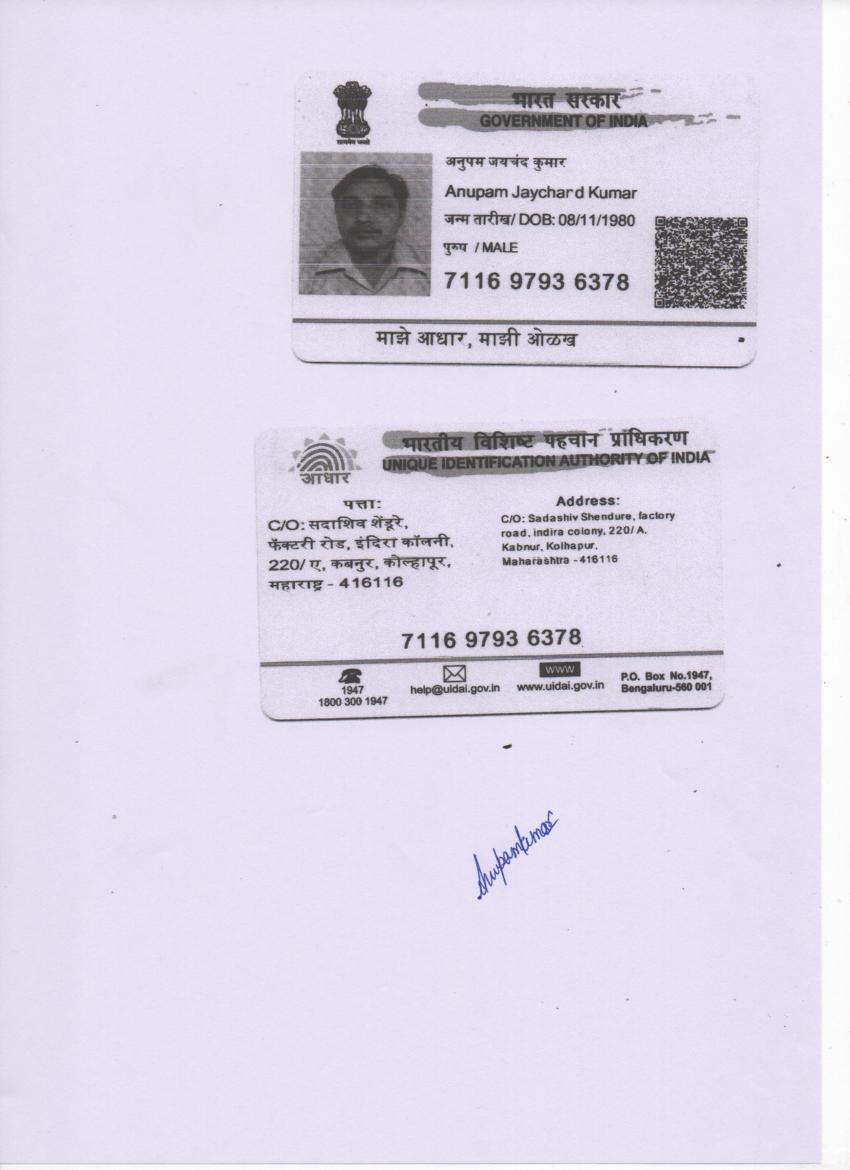 भारत सरकार
GOVERNMENT OF INDIA
सत्यमेव जयते
अनुपम जयचंद कुमार
Anupam Jaychard Kumar
जन्म तारीख/ DOB: 08/11/1980
पुरुष / MALE
7116 9793 6378
माझे आधार, माझी ओळख
भारतीय विशिष्ट पहचान प्राधिकरण
UNIQUE IDENTIFICATION AUTHORITY OF INDIA
आधार
पत्ता:
C/O: सदाशिव शेंडूरे,
फॅक्टरी रोड, इंदिरा कॉलनी,
220/ ए, कबनुर, कोल्हापूर,
महाराष्ट्र - 416116
Address:
C/O: Sadashiv Shendure, factory
road, indira colony, 220/ A,
Kabnur, Kolhapur,
Maharashtra - 416116
7116 9793 6378
1947
1800 300 1947
help@uidai.gov.in
WWW
www.uidai.gov.in
P.O. Box No.1947,
Bengaluru-560 001
Anupamkumar